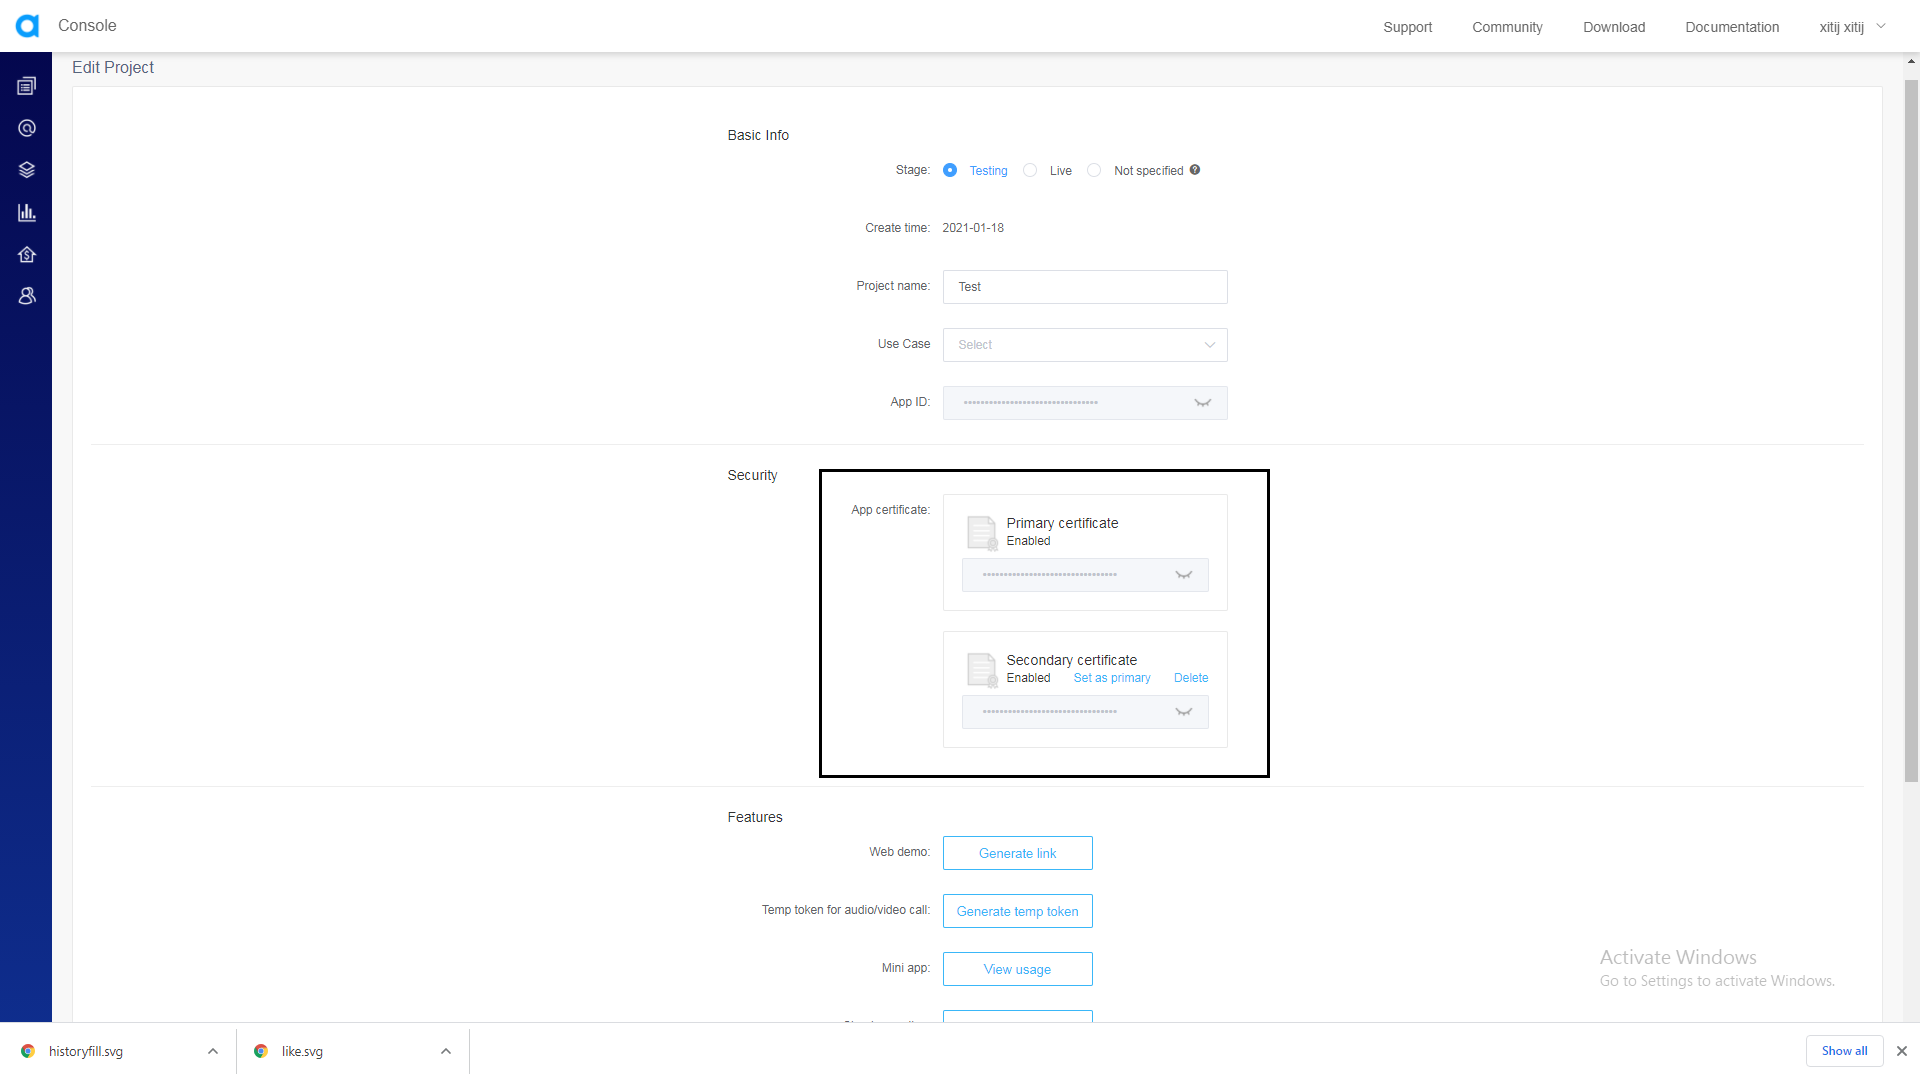 Console
Support
Community
Download
Documentation
xitij xitij
Edit Project
Basic Info
Stage:
Testing
Live
Not specified
Create time:
2021-01-18
Project name:
Test
Use Case
Select
App ID:
Security
App certificate:
Primary certificate
Enabled
Secondary certificate
Enabled
Set as primary
Delete
Features
Web demo:
Generate link
Temp token for audio/video call:
Generate temp token
Mini app:
View usage
Activate Windows
Go to Settings to activate Windows.
historyfill.svg
like.svg
Show all